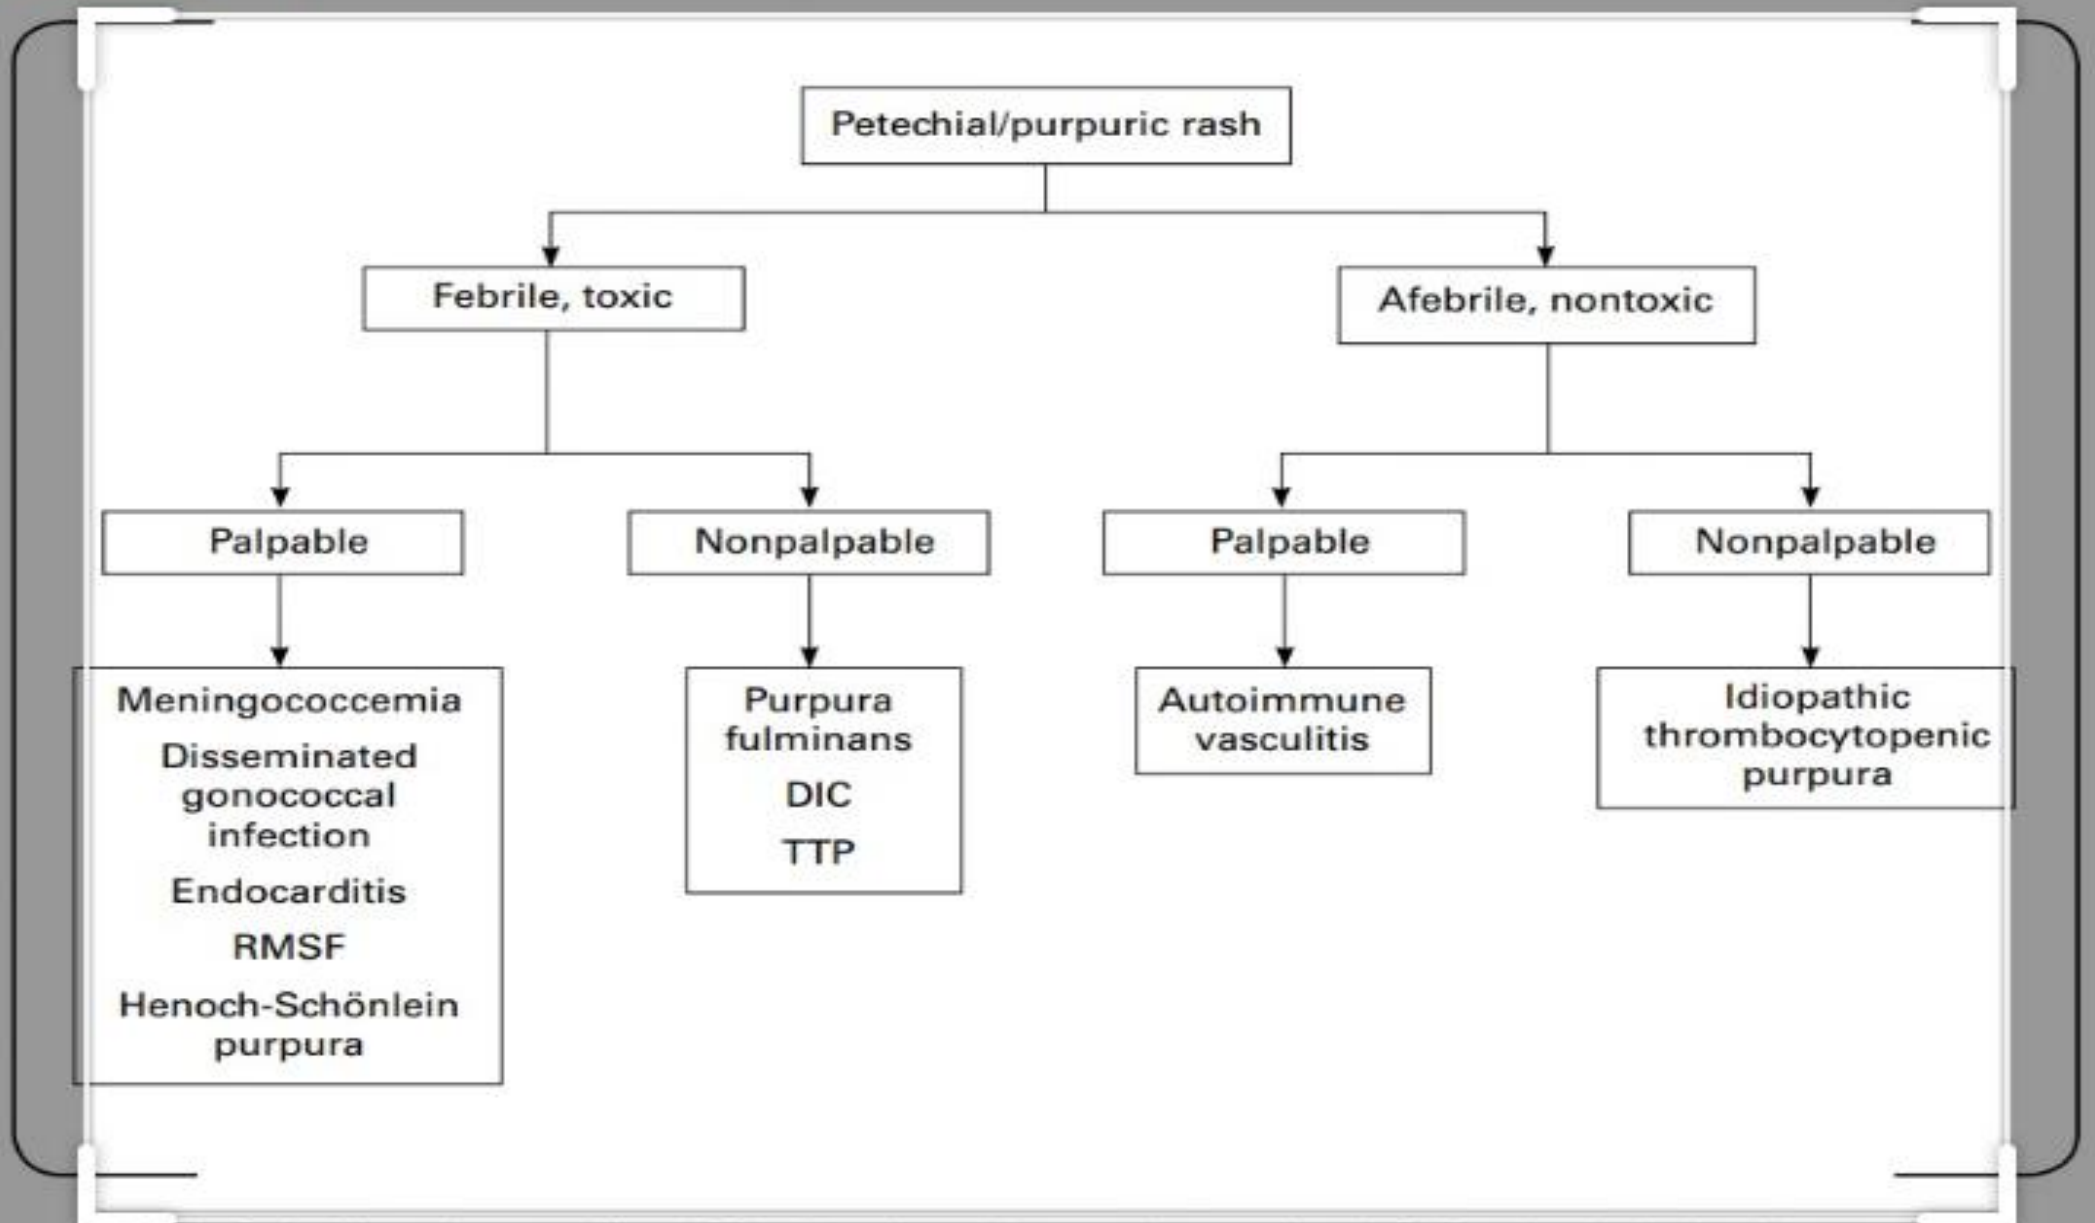 Petechial/purpuric rash
Febrile, toxic
Afebrile, nontoxic
Palpable
Nonpalpable
Palpable
Nonpalpable
Meningococcemia
Disseminated
gonococcal
infection
Endocarditis
RMSF
Henoch-Schönlein
purpura
Purpura
fulminans
DIC
TTP
Autoimmune
vasculitis
Idiopathic
thrombocytopenic
purpura